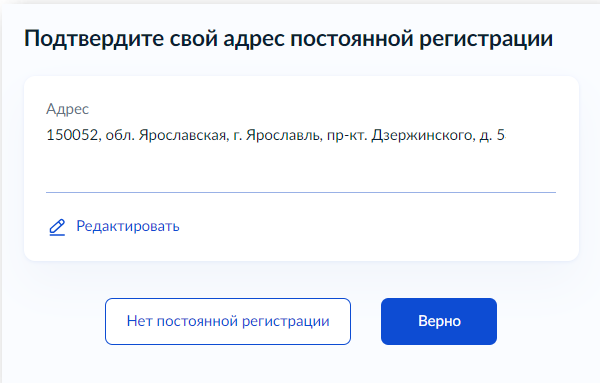 Подтвердите свой адрес постоянной регистрации
Адрес
150052, обл. Ярославская, г. Ярославль, пр-кт. Дзержинского, д. 5
Редактировать
Нет постоянной регистрации
Верно